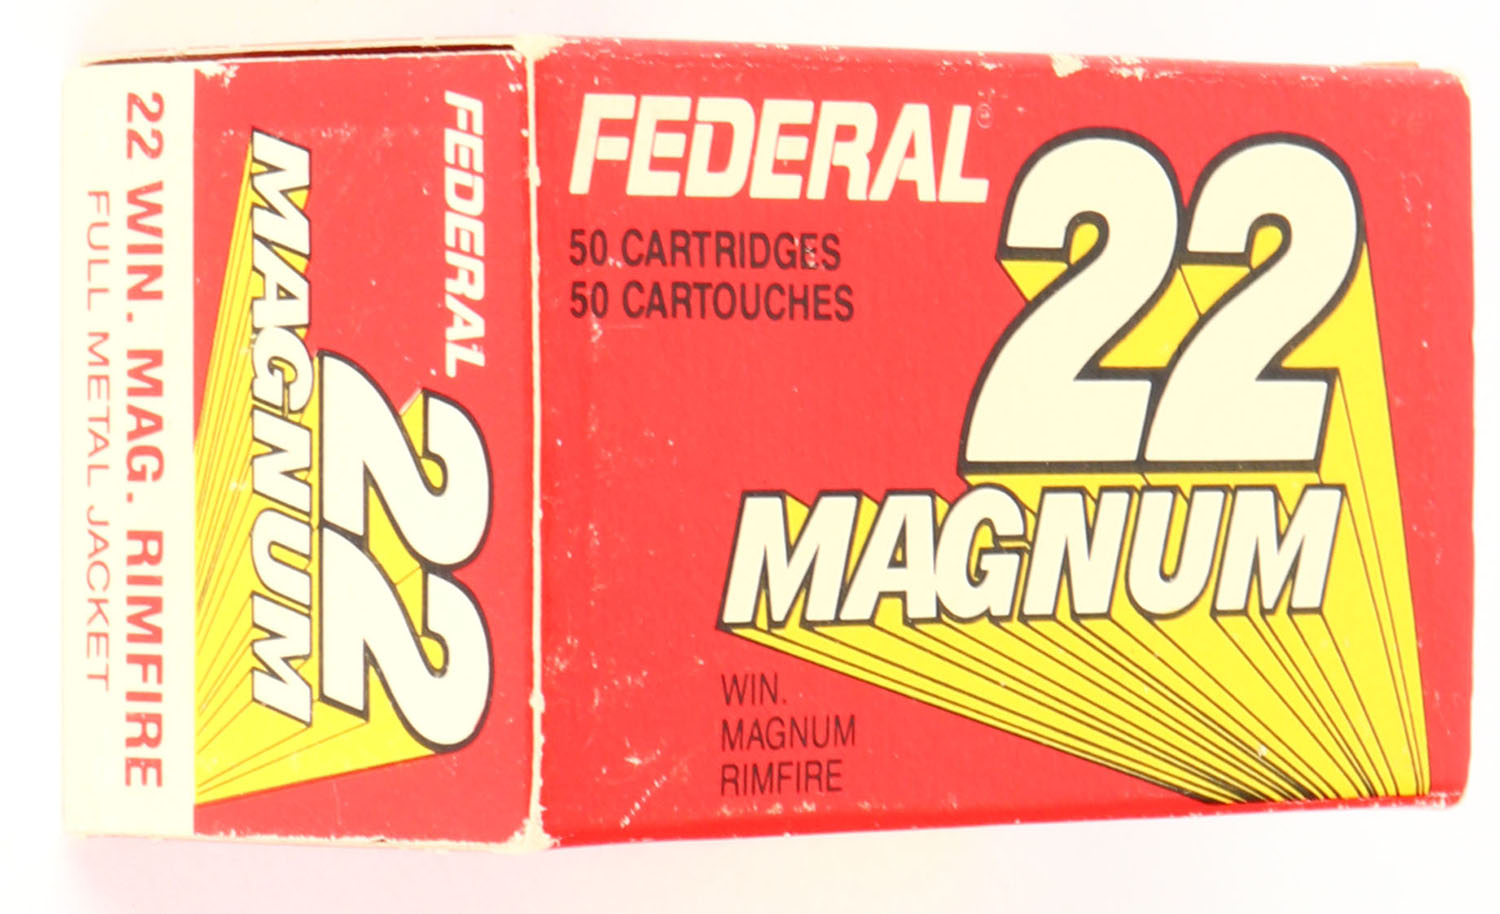 FEDERAL®
50 CARTRIDGES
50 CARTOUCHES
22
MAGNUM
WIN.
MAGNUM
RIMFIRE
FEDERAL
22
MAGNUM
22 WIN. MAG. RIMFIRE
FULL METAL JACKET